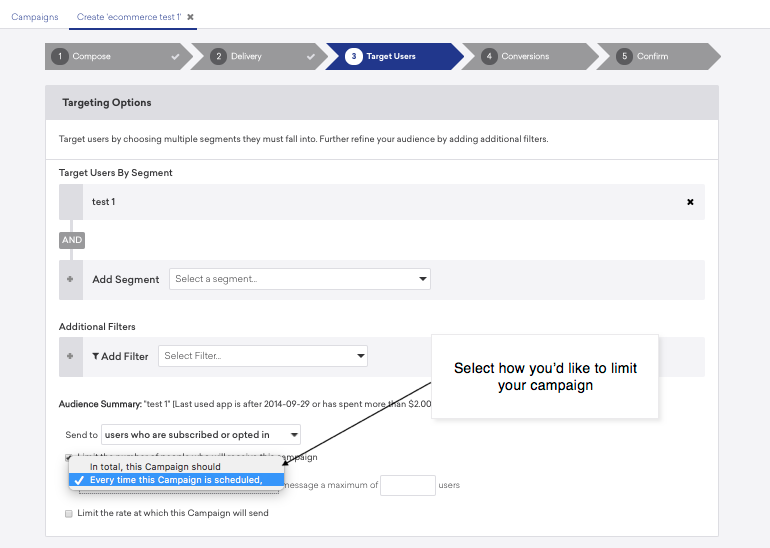 Campaigns Create 'ecommerce test 1' ✖
1 Compose ✔ 2 Delivery ✔ 3 Target Users 4 Conversions 5 Confirm
Targeting Options
Target users by choosing multiple segments they must fall into. Further refine your audience by adding additional filters.
Target Users By Segment
test 1 ✖
AND
Add Segment Select a segment...
Additional Filters
Add Filter Select Filter...
Select how you'd like to limit
your campaign
Audience Summary: "test 1" (Last used app is after 2014-09-29 or has spent more than $2.00
Send to users who are subscribed or opted in
Limit the number of people who will receive this campaign
In total, this Campaign should
✓ Every time this Campaign is scheduled,
message a maximum of users
Limit the rate at which this Campaign will send